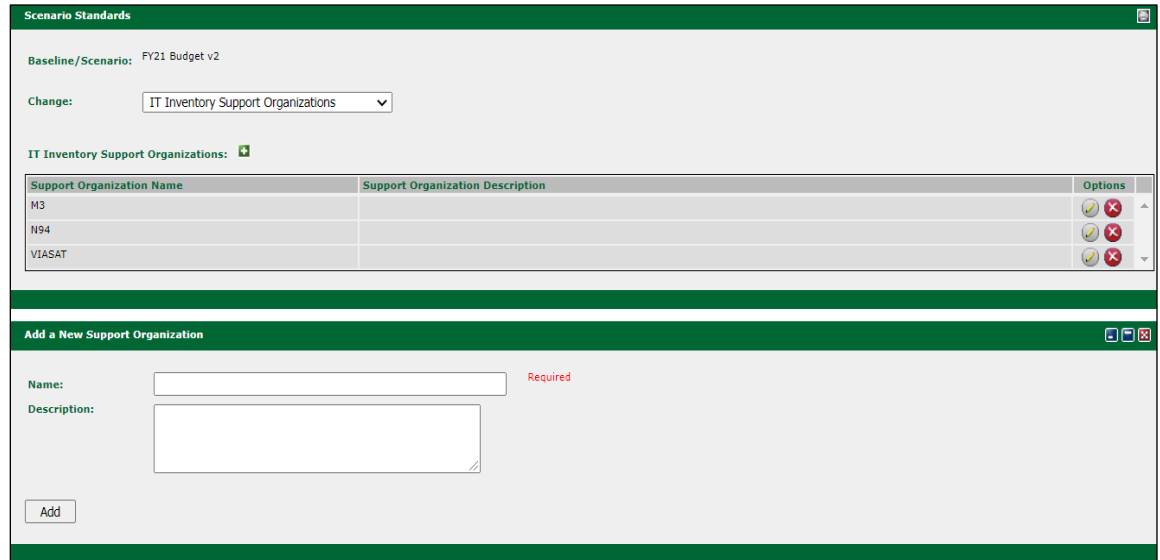 Scenario Standards
Baseline/Scenario: FY21 Budget v2
Change: IT Inventory Support Organizations
IT Inventory Support Organizations:
Support Organization Name Support Organization Description Options
M3
N94
VIASAT
Add a New Support Organization
Name: Required
Description:
Add